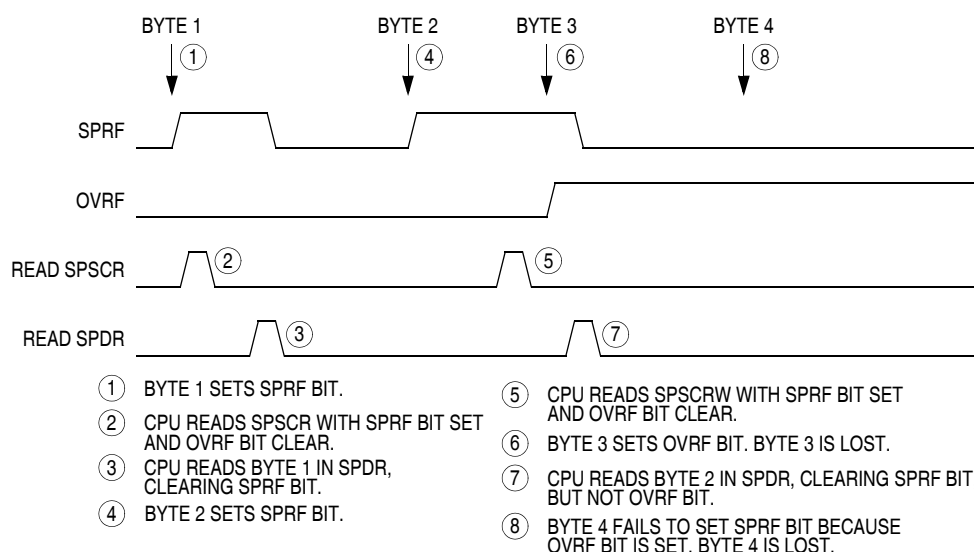 BYTE 1 BYTE 2 BYTE 3 BYTE 4
1 4 6 8
SPRF
OVRF
READ SPSCR 2 5
READ SPDR 3 7
1 BYTE 1 SETS SPRF BIT.
2 CPU READS SPSCR WITH SPRF BIT SET
AND OVRF BIT CLEAR.
3 CPU READS BYTE 1 IN SPDR,
CLEARING SPRF BIT.
4 BYTE 2 SETS SPRF BIT.
5 CPU READS SPSCRW WITH SPRF BIT SET
AND OVRF BIT CLEAR.
6 BYTE 3 SETS OVRF BIT. BYTE 3 IS LOST.
7 CPU READS BYTE 2 IN SPDR, CLEARING SPRF BIT
BUT NOT OVRF BIT.
8 BYTE 4 FAILS TO SET SPRF BIT BECAUSE
OVRF BIT IS SET. BYTE 4 IS LOST.